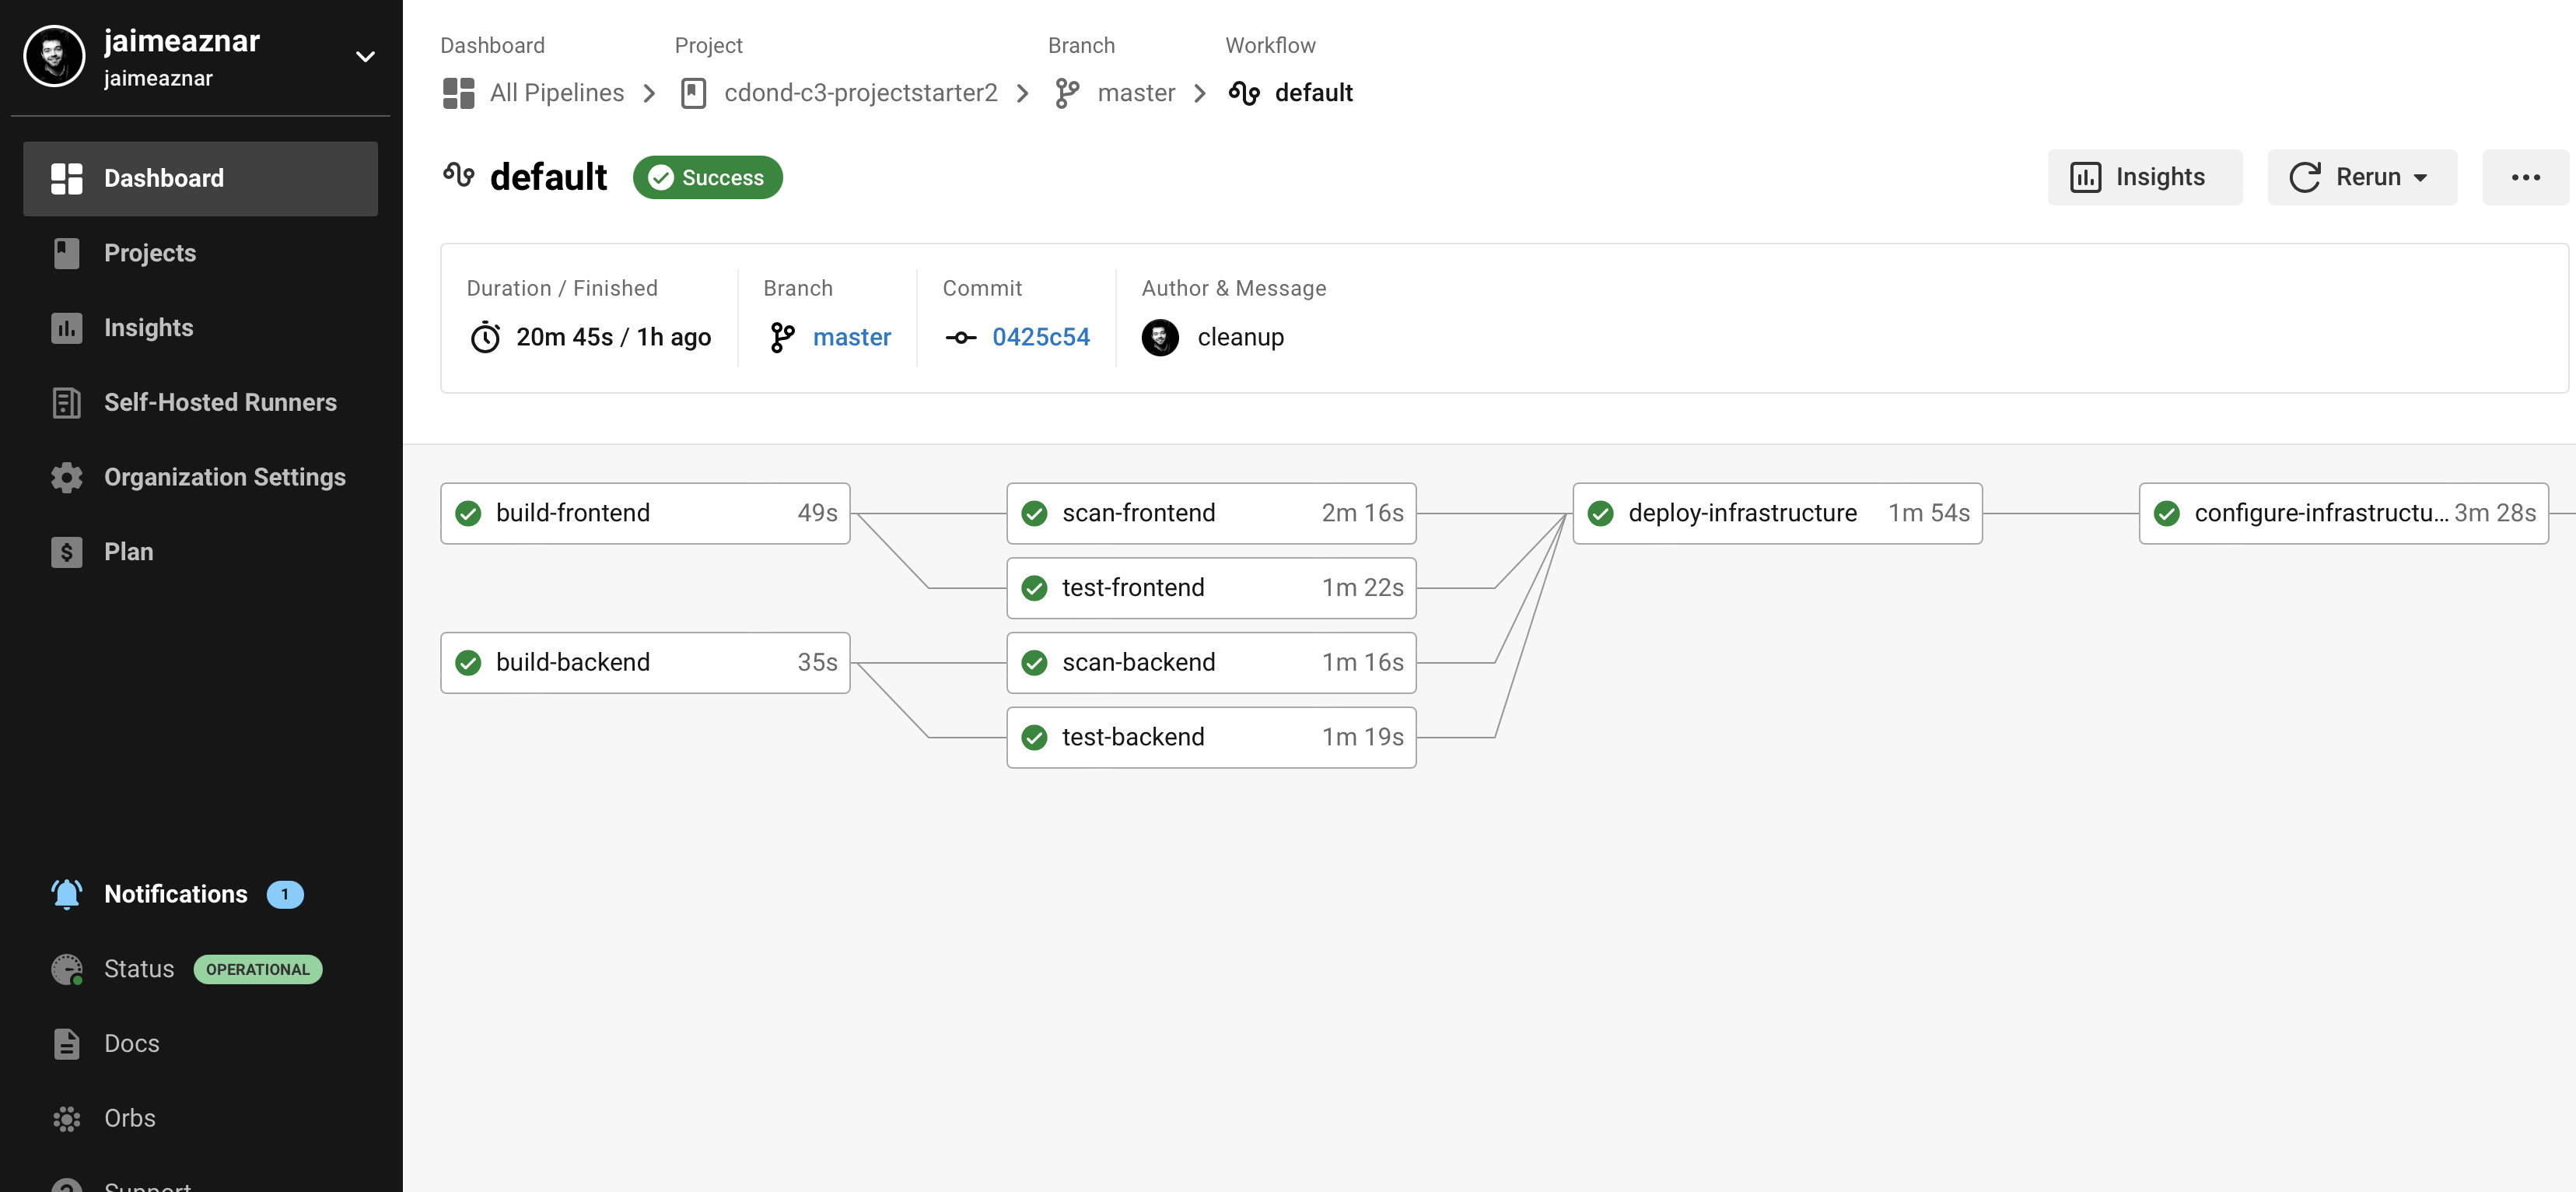 jaimeaznar
jaimeaznar
Dashboard
Projects
Insights
Self-Hosted Runners
Organization Settings
Plan
Notifications 1
Status OPERATIONAL
Docs
Orbs
Support
Dashboard Project Branch Workflow
All Pipelines cdond-c3-projectstarter2 master default
default Success
Insights Rerun
Duration / Finished Branch Commit Author & Message
20m 45s / 1h ago master 0425c54 cleanup
build-frontend 49s scan-frontend 2m 16s deploy-infrastructure 1m 54s configure-infrastructu... 3m 28s
test-frontend 1m 22s
build-backend 35s scan-backend 1m 16s
test-backend 1m 19s